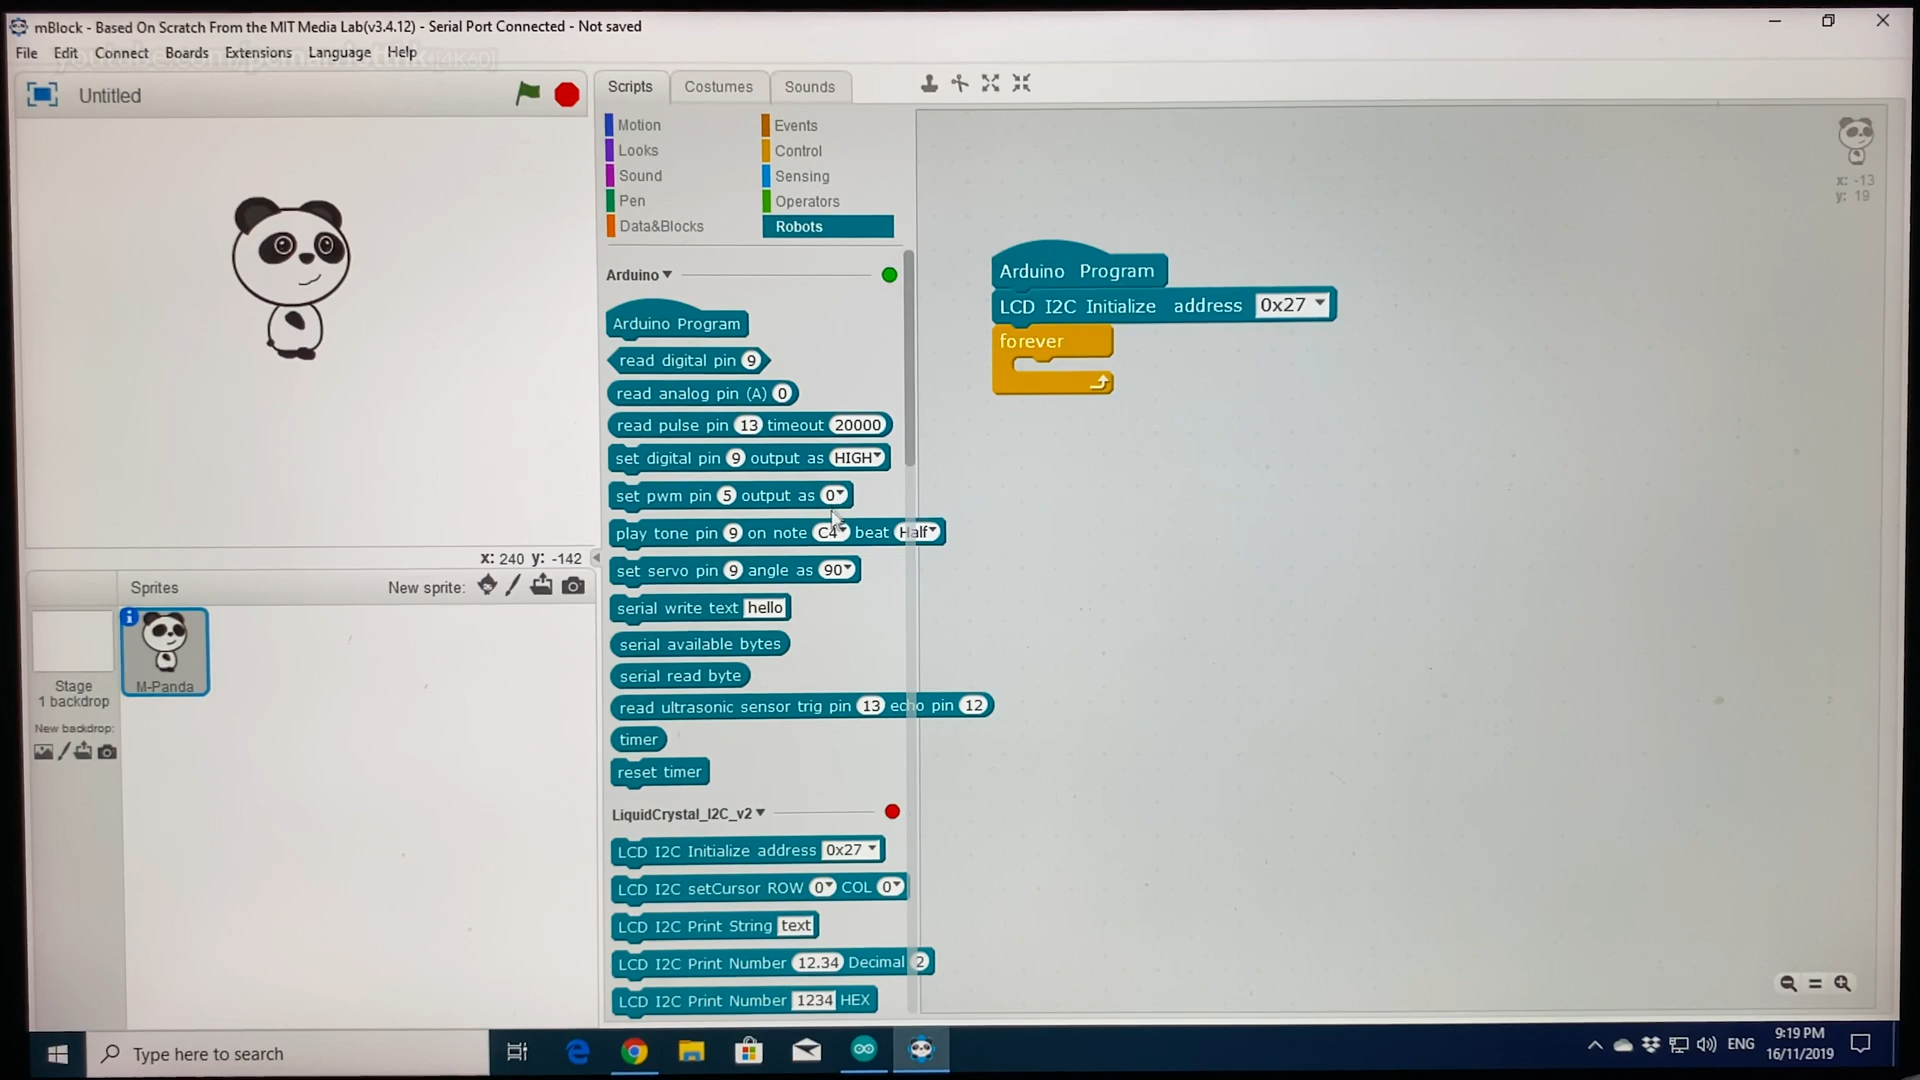 mBlock - Based On Scratch From the MIT Media Lab(v3.4.12) - Serial Port Connected - Not saved
File Edit Connect Boards Extensions Language Help
Untitled
Scripts Costumes Sounds
Motion Events
Looks Control
Sound Sensing
Pen Operators
Data&Blocks Robots
x: -13
y: 19
Arduino
Arduino Program
read digital pin 9
read analog pin (A) 0
read pulse pin 13 timeout 20000
set digital pin 9 output as HIGH
set pwm pin 5 output as 0
play tone pin 9 on note C4 beat Half
set servo pin 9 angle as 90
serial write text hello
serial available bytes
serial read byte
read ultrasonic sensor trig pin 13 echo pin 12
timer
reset timer
LiquidCrystal_I2C_v2
LCD I2C Initialize address 0x27
LCD I2C setCursor ROW 0 COL 0
LCD I2C Print String text
LCD I2C Print Number 12.34 Decimal 2
LCD I2C Print Number 1234 HEX
Arduino Program
LCD I2C Initialize address 0x27
forever
x: 240 y: -142
Sprites New sprite:
M-Panda
Stage
1 backdrop
New backdrop:
Type here to search
ENG
9:19 PM
16/11/2019